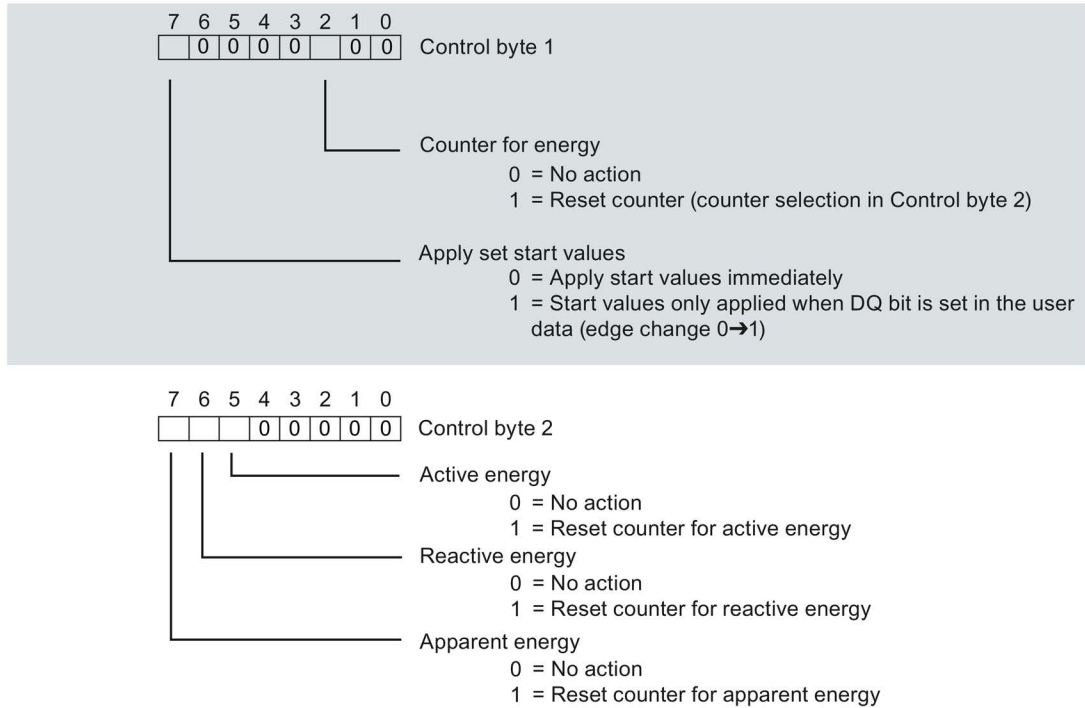 7 6 5 4 3 2 1 0
0 0 0 0 0 0 Control byte 1
Counter for energy
0 = No action
1 = Reset counter (counter selection in Control byte 2)
Apply set start values
0 = Apply start values immediately
1 = Start values only applied when DQ bit is set in the user
data (edge change 0➔1)
7 6 5 4 3 2 1 0
0 0 0 0 0 Control byte 2
Active energy
0 = No action
1 = Reset counter for active energy
Reactive energy
0 = No action
1 = Reset counter for reactive energy
Apparent energy
0 = No action
1 = Reset counter for apparent energy